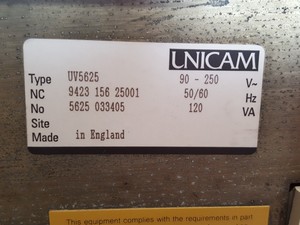 UNICAM
Type UV5625 90 - 250 V~
NC 9423 156 25001 50/60 Hz
No 5625 033405 120 VA
Site
Made in England
This equipment complies with the requirements in part